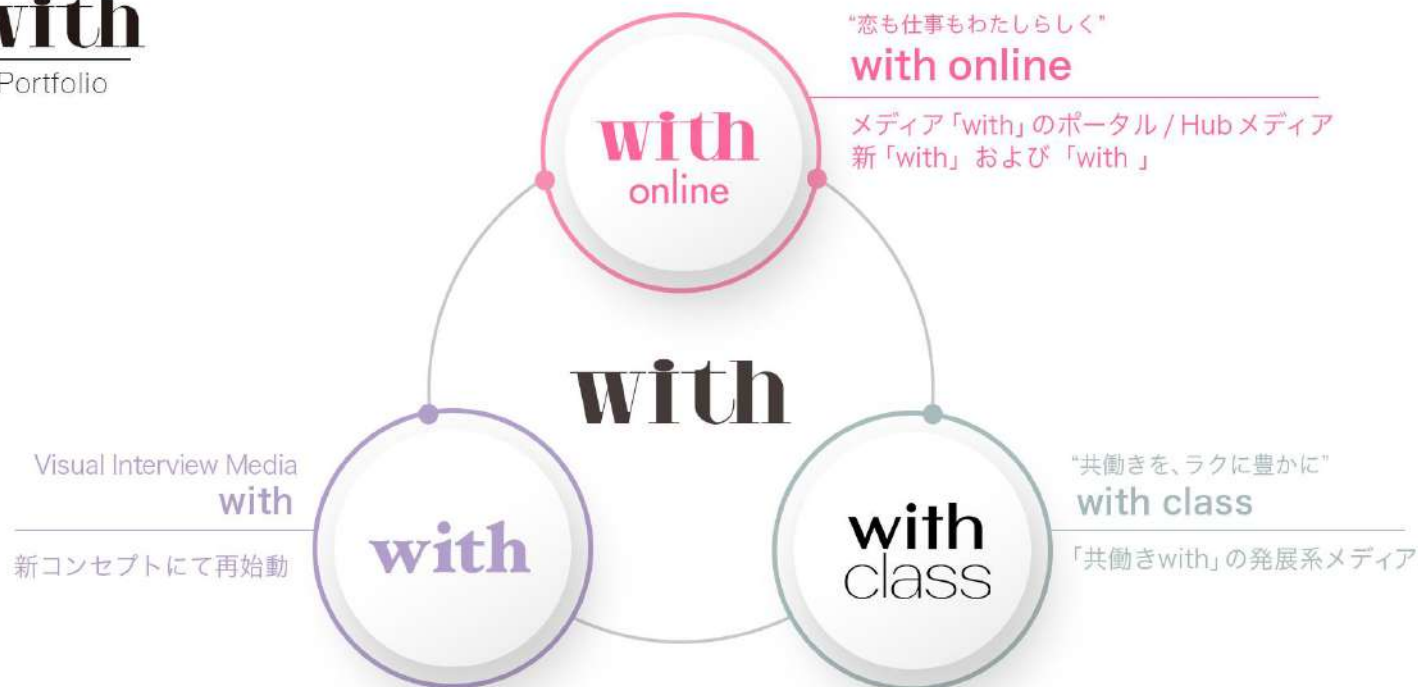 with
Portfolio
“恋も仕事もわたしらしく”
with online
メディア「with」のポータル / Hub メディア
新「with」および「with 」
with
online
with
Visual Interview Media
with
新コンセプトにて再始動
with
with
class
“共働きを、ラクに豊かに”
with class
「共働きwith」の発展系メディア